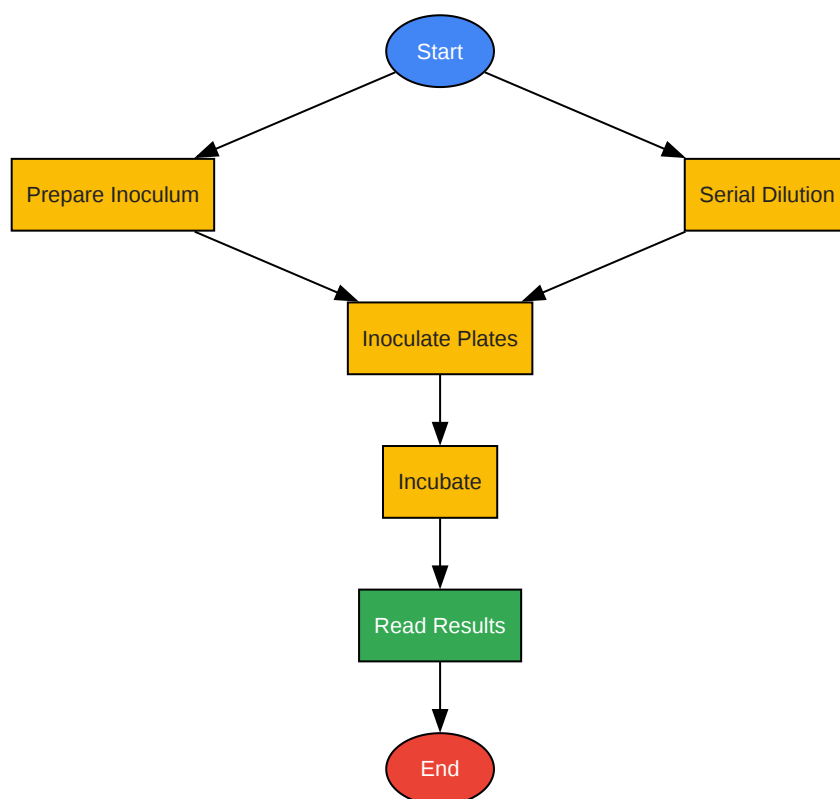 Start
Prepare Inoculum
Serial Dilution
Inoculate Plates
Incubate
Read Results
End